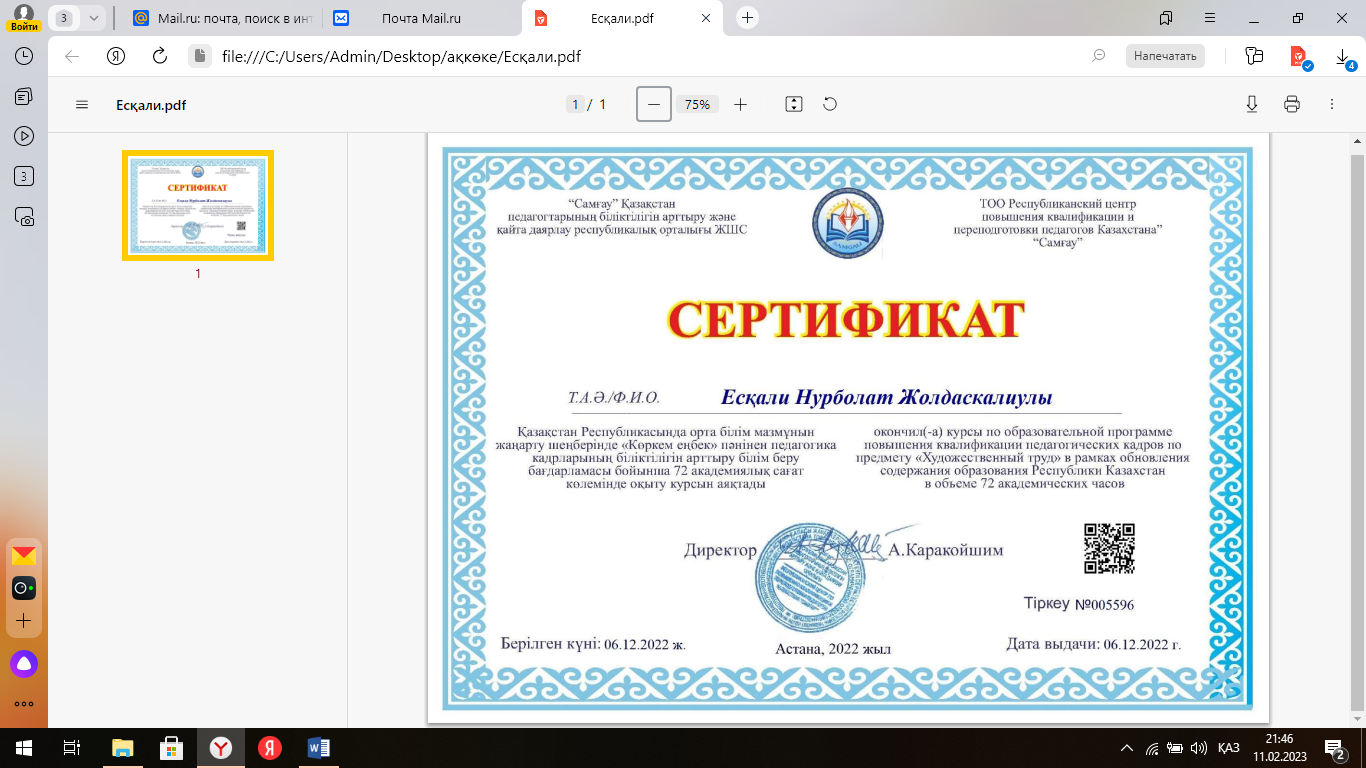 Войти
3
Mail.ru: почта, поиск в инт
Почта Mail.ru
Есқали.pdf
file:///C:/Users/Admin/Desktop/ақкөке/Есқали.pdf
Напечатать
4
Есқали.pdf
1 / 1
75%
3
1
СЕРТИФИКАТ
“Самғау” Қазақстан
педагогтарының біліктілігін арттыру және
қайта даярлау республикалық орталығы ЖШС
ТОО Республиканский центр
повышения квалификации и
переподготовки педагогов Казахстана”
“Самғау”
СЕРТИФИКАТ
Т.А.Ә./Ф.И.О. Есқали Нурболат Жолдаскалиулы
Қазақстан Республикасында орта білім мазмұнын
жаңарту шеңберінде «Көркем еңбек» пәнінен педагогика
кадрларының біліктілігін арттыру білім беру
бағдарламасы бойынша 72 академиялық сағат
көлемінде оқыту курсын аяқтады
окончил(-а) курсы по образовательной программе
повышения квалификации педагогических кадров по
предмету «Художественный труд» в рамках обновления
содержания образования Республики Казахстан
в объеме 72 академических часов
Директор А.Каракойшим
Тіркеу №005596
Берілген күні: 06.12.2022 ж.
Астана, 2022 жыл
Дата выдачи: 06.12.2022 г.
ҚАЗ
21:46
11.02.2023
2